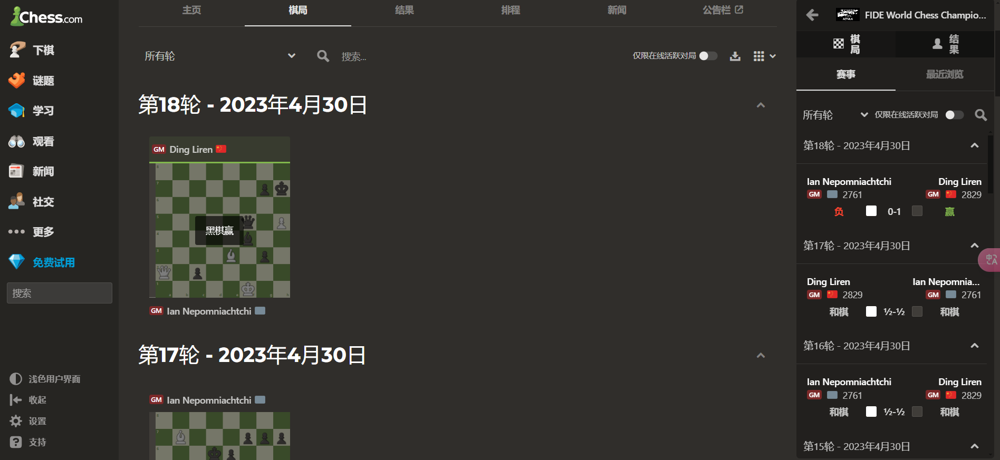 Chess.com
下棋
谜题
学习
观看
新闻
社交
更多
免费试用
搜索
浅色用户界面
收起
设置
支持
主页
棋局
结果
排程
新闻
公告栏
所有轮
搜索...
仅限在线活跃对局
第18轮 - 2023年4月30日
GM Ding Liren
8
7
6
5
4
3
1
a b c d e g h
黑棋赢
GM Ian Nepomniachtchi
第17轮 - 2023年4月30日
GM Ian Nepomniachtchi
8
7
6
FIDE World Chess Champio...
棋局
结果
赛事
最近浏览
所有轮
仅限在线活跃对局
第18轮 - 2023年4月30日
Ian Nepomniachtchi Ding Liren
GM 2761 GM 2829
负 0-1 赢
第17轮 - 2023年4月30日
Ding Liren Ian Nepomnia...
GM 2829 GM 2761
和棋 ½-½ 和棋
第16轮 - 2023年4月30日
Ian Nepomniachtchi Ding Liren
GM 2761 GM 2829
和棋 ½-½ 和棋
第15轮 - 2023年4月30日